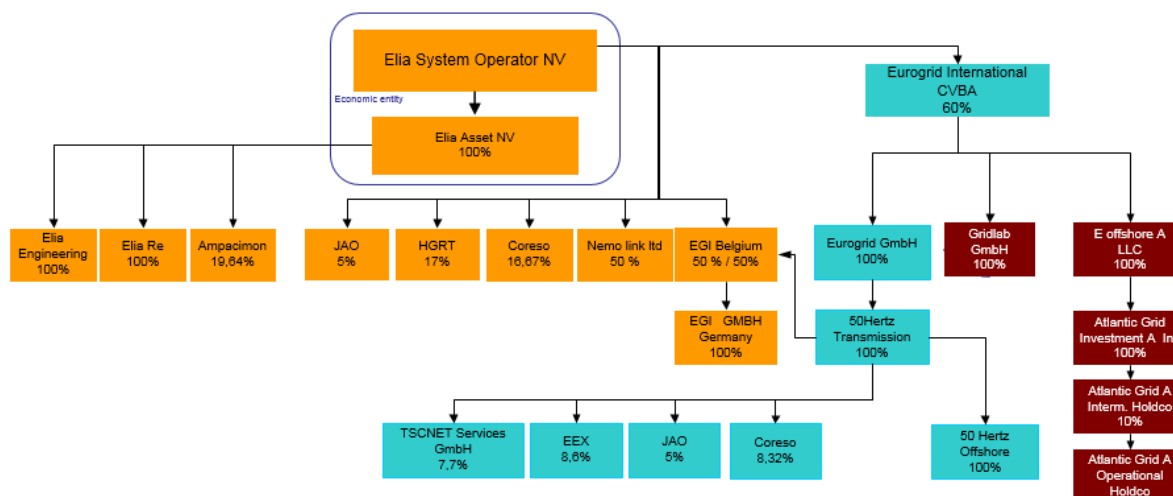 Elia System Operator NV
Economic entity
Elia Asset NV
100%
Eurogrid International
CVBA
60%
Elia
Engineering
100%
Elia Re
100%
Ampacimon
19,64%
JAO
5%
HGRT
17%
Coreso
16,67%
Nemo link ltd
50 %
EGI Belgium
50 % / 50%
Eurogrid GmbH
100%
Gridlab
GmbH
100%
E offshore A
LLC
100%
EGI GMBH
Germany
100%
50Hertz
Transmission
100%
Atlantic Grid
Investment A In
100%
Atlantic Grid A
Interm. Holdco
10%
TSCNET Services
GmbH
7,7%
EEX
8,6%
JAO
5%
Coreso
8,32%
50 Hertz
Offshore
100%
Atlantic Grid A
Operational
Holdco